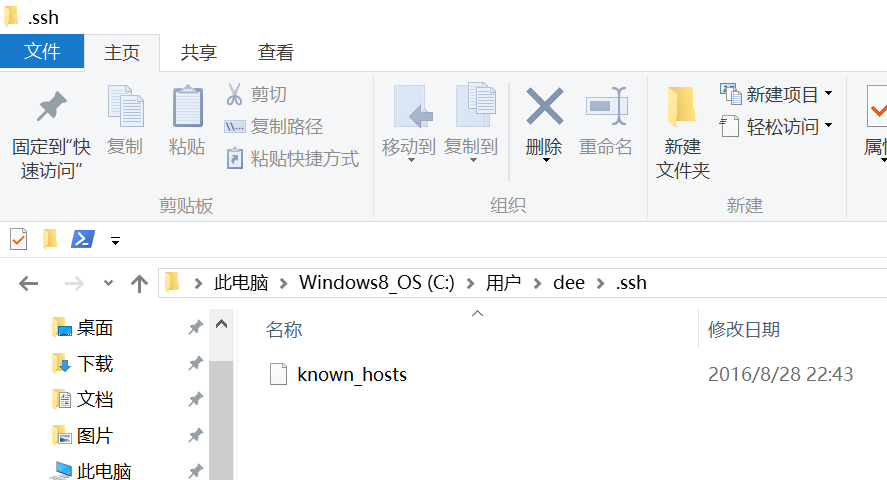 .ssh
文件 主页 共享 查看
固定到"快
速访问"
复制
粘贴
剪切
复制路径
粘贴快捷方式
剪贴板
移动到 复制到
删除 重命名
组织
新建
文件夹
新建项目
轻松访问
新建
属性
此电脑 Windows8_OS (C:) 用户 dee .ssh
桌面
下载
文档
图片
此电脑
名称 修改日期
known_hosts 2016/8/28 22:43